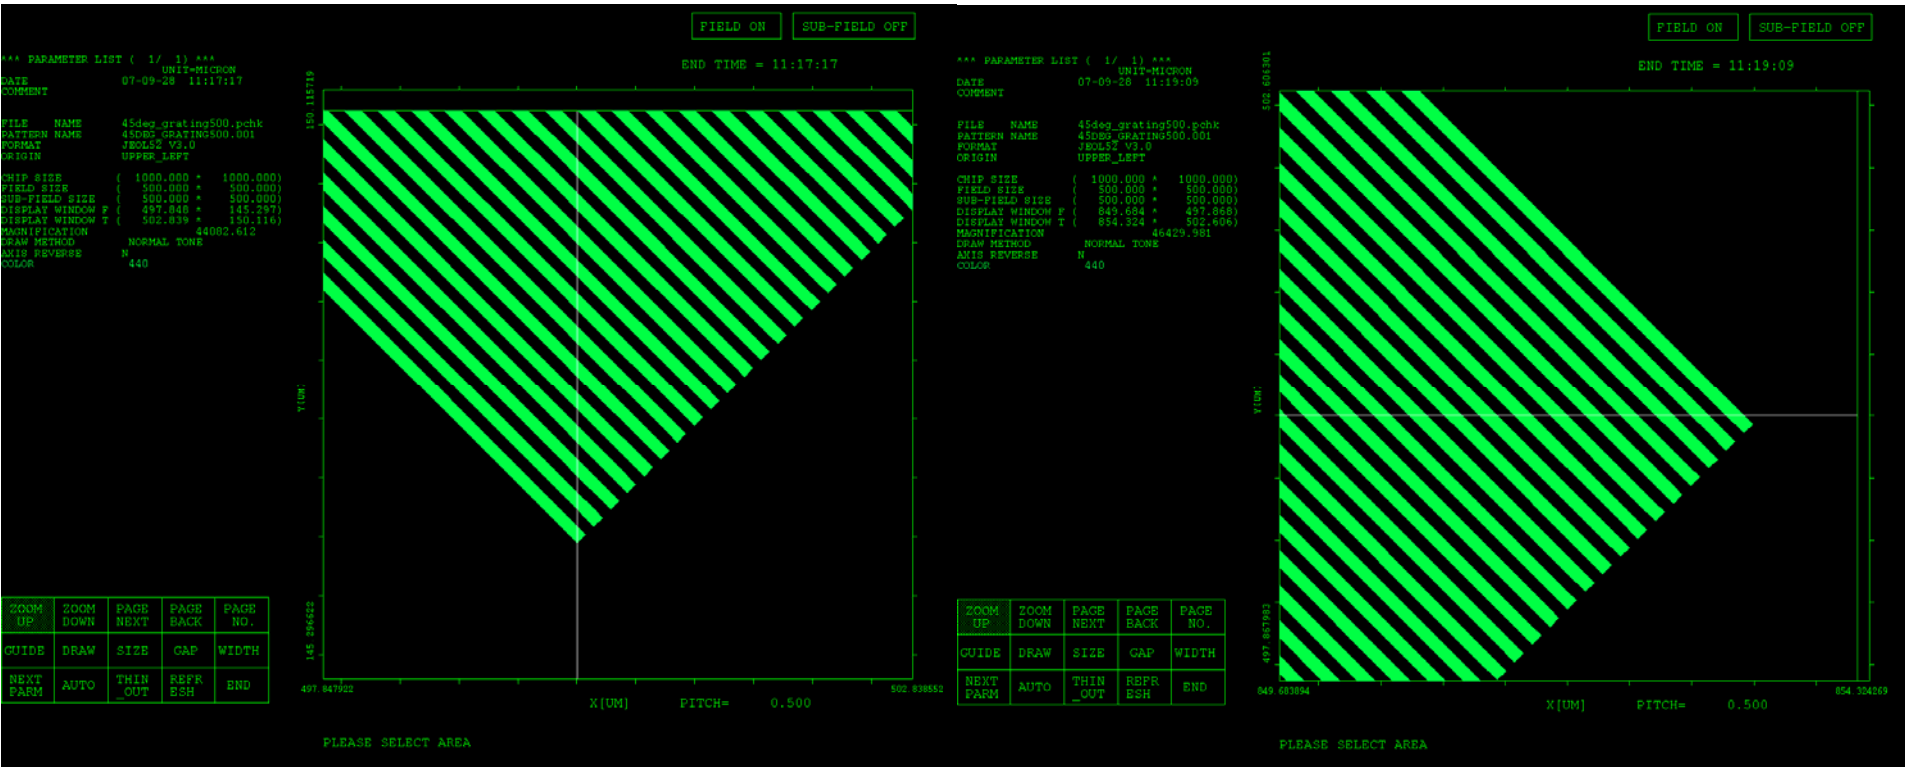 FIELD ON
SUB-FIELD OFF
END TIME = 11:17:17
*** PARAMETER LIST ( 1/ 1) ***
UNIT=MICRON
DATE 07-09-28 11:17:17
COMMENT
FILE NAME 45deg_grating500.pchk
PATTERN NAME 45DEG_GRATING500.001
FORMAT JEOL52 V3.0
ORIGIN UPPER_LEFT
CHIP SIZE ( 1000.000 * 1000.000)
FIELD SIZE ( 500.000 * 500.000)
SUB-FIELD SIZE ( 500.000 * 500.000)
DISPLAY WINDOW F ( 497.848 * 145.297)
DISPLAY WINDOW T ( 502.839 * 150.116)
MAGNIFICATION 44082.612
DRAW METHOD NORMAL TONE
AXIS REVERSE N
COLOR 440
150.115719
Y[UM]
145.296622
497.847922
502.838552
X[UM] PITCH= 0.500
ZOOM UP
ZOOM DOWN
PAGE NEXT
PAGE BACK
PAGE NO.
GUIDE
DRAW
SIZE
GAP
WIDTH
NEXT PARM
AUTO
THIN _OUT
REFR ESH
END
PLEASE SELECT AREA
FIELD ON
SUB-FIELD OFF
END TIME = 11:19:09
*** PARAMETER LIST ( 1/ 1) ***
UNIT=MICRON
DATE 07-09-28 11:19:09
COMMENT
FILE NAME 45deg_grating500.pchk
PATTERN NAME 45DEG_GRATING500.001
FORMAT JEOL52 V3.0
ORIGIN UPPER_LEFT
CHIP SIZE ( 1000.000 * 1000.000)
FIELD SIZE ( 500.000 * 500.000)
SUB-FIELD SIZE ( 500.000 * 500.000)
DISPLAY WINDOW F ( 849.684 * 497.868)
DISPLAY WINDOW T ( 854.324 * 502.606)
MAGNIFICATION 46429.981
DRAW METHOD NORMAL TONE
AXIS REVERSE N
COLOR 440
502.606301
Y[UM]
497.867983
849.683894
854.324269
X[UM] PITCH= 0.500
ZOOM UP
ZOOM DOWN
PAGE NEXT
PAGE BACK
PAGE NO.
GUIDE
DRAW
SIZE
GAP
WIDTH
NEXT PARM
AUTO
THIN _OUT
REFR ESH
END
PLEASE SELECT AREA